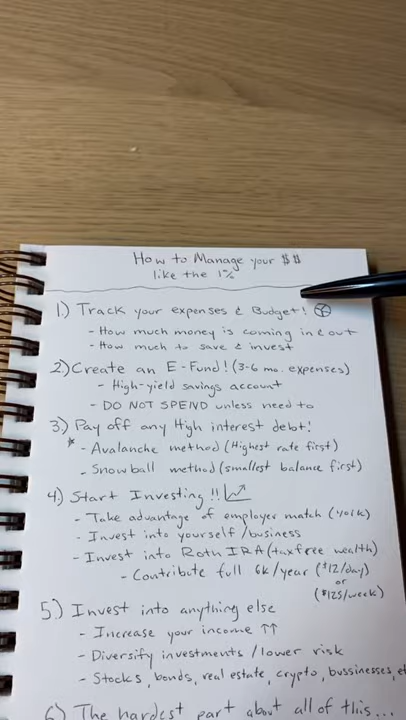 How to Manage your $$
like the 1%
1.) Track your expenses & Budget!
- How much money is coming in & out
- How much to save & invest
2.) Create an E-Fund! (3-6 mo. expenses)
- High-yield savings account
- DO NOT SPEND unless need to
3.) Pay off any High interest debt!
* - Avalanche method (Highest rate first)
- Snowball method (smallest balance first)
4.) Start Investing!!
- Take advantage of employer match (401k)
- Invest into yourself/business
- Invest into Roth IRA (tax free wealth)
- Contribute full 6k/year ($12/day)
or
($125/week)
5.) Invest into anything else
- Increase your income ↑↑
- Diversify investments/lower risk
- Stocks, bonds, real estate, crypto, bussinesses, et
6.) The hardest part about all of this...